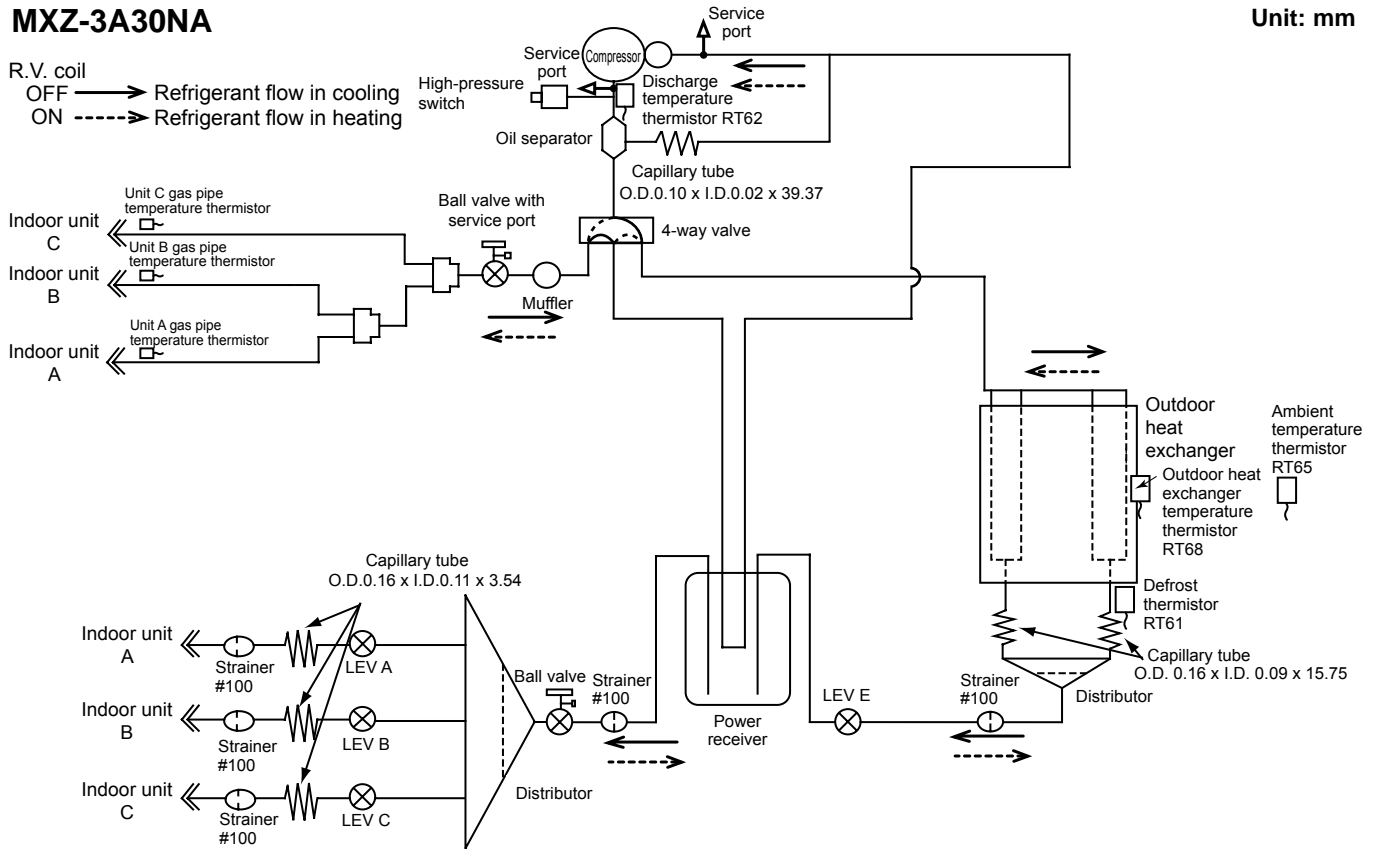 MXZ-3A30NA
Unit: mm
R.V. coil
OFF
Refrigerant flow in cooling
ON
Refrigerant flow in heating
Service
port
Compressor
Service
port
High-pressure
switch
Discharge
temperature
thermistor RT62
Oil separator
Capillary tube
O.D.0.10 x I.D.0.02 x 39.37
4-way valve
Ball valve with
service port
Muffler
Unit C gas pipe
temperature thermistor
Indoor unit
C
Unit B gas pipe
temperature thermistor
Indoor unit
B
Unit A gas pipe
temperature thermistor
Indoor unit
A
Outdoor
heat
exchanger
Ambient
temperature
thermistor
RT65
Outdoor heat
exchanger
temperature
thermistor
RT68
Defrost
thermistor
RT61
Capillary tube
O.D. 0.16 x I.D. 0.09 x 15.75
Distributor
Strainer
#100
LEV E
Power
receiver
Strainer
#100
Ball valve
Distributor
Capillary tube
O.D.0.16 x I.D.0.11 x 3.54
Indoor unit
A
Strainer
#100
LEV A
Indoor unit
B
Strainer
#100
LEV B
Indoor unit
C
Strainer
#100
LEV C